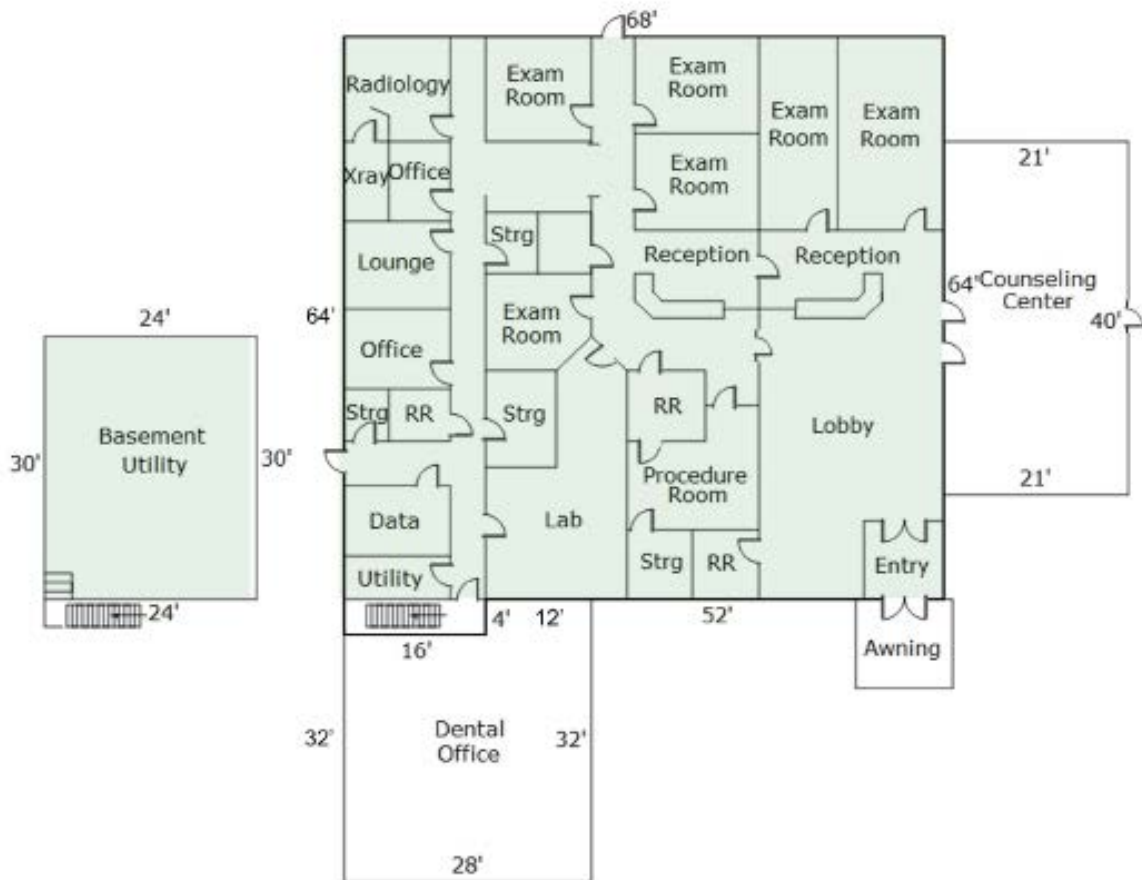 68'
Radiology
Exam
Room
Exam
Room
Exam
Room
Exam
Room
Xray
Office
Exam
Room
21'
Strg
Lounge
Reception
Reception
64'
64'
Counseling
Center
40'
24'
Office
Exam
Room
Strg
RR
Strg
RR
Lobby
Basement
Utility
30'
30'
Procedure
Room
21'
Data
Lab
Utility
Strg
RR
Entry
24'
4'
12'
52'
16'
Awning
32'
Dental
Office
32'
28'